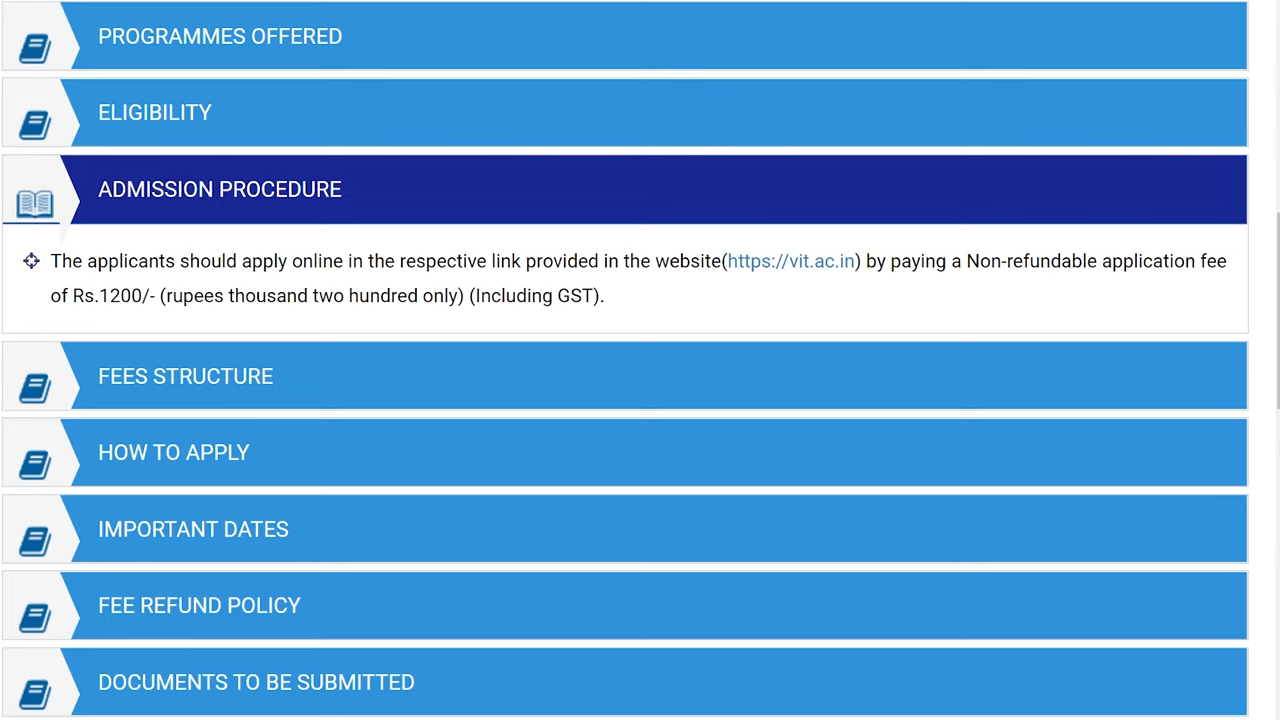 PROGRAMMES OFFERED
ELIGIBILITY
ADMISSION PROCEDURE
The applicants should apply online in the respective link provided in the website(https://vit.ac.in) by paying a Non-refundable application fee
of Rs.1200/- (rupees thousand two hundred only) (Including GST).
FEES STRUCTURE
HOW TO APPLY
IMPORTANT DATES
FEE REFUND POLICY
DOCUMENTS TO BE SUBMITTED